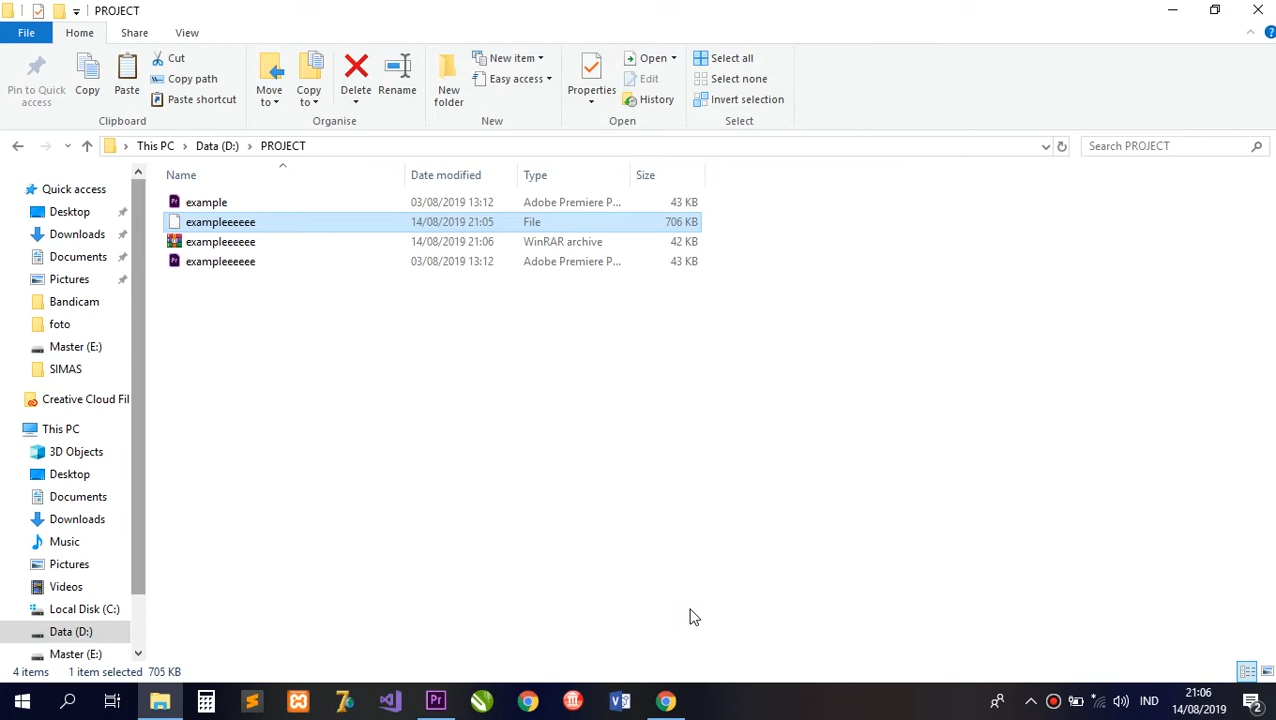 PROJECT
File
Home
Share
View
Pin to Quick access
Copy
Paste
Cut
Copy path
Paste shortcut
Clipboard
Move to
Copy to
Delete
Rename
Organise
New folder
New item
Easy access
New
Properties
Open
Edit
History
Open
Select all
Select none
Invert selection
Select
This PC > Data (D:) > PROJECT
Search PROJECT
Name Date modified Type Size
example 03/08/2019 13:12 Adobe Premiere P... 43 KB
exampleeeeee 14/08/2019 21:05 File 706 KB
exampleeeeee 14/08/2019 21:06 WinRAR archive 42 KB
exampleeeeee 03/08/2019 13:12 Adobe Premiere P... 43 KB
Quick access
Desktop
Downloads
Documents
Pictures
Bandicam
foto
Master (E:)
SIMAS
Creative Cloud Fil
This PC
3D Objects
Desktop
Documents
Downloads
Music
Pictures
Videos
Local Disk (C:)
Data (D:)
Master (E:)
4 items 1 item selected 705 KB
IND
21:06
14/08/2019
2